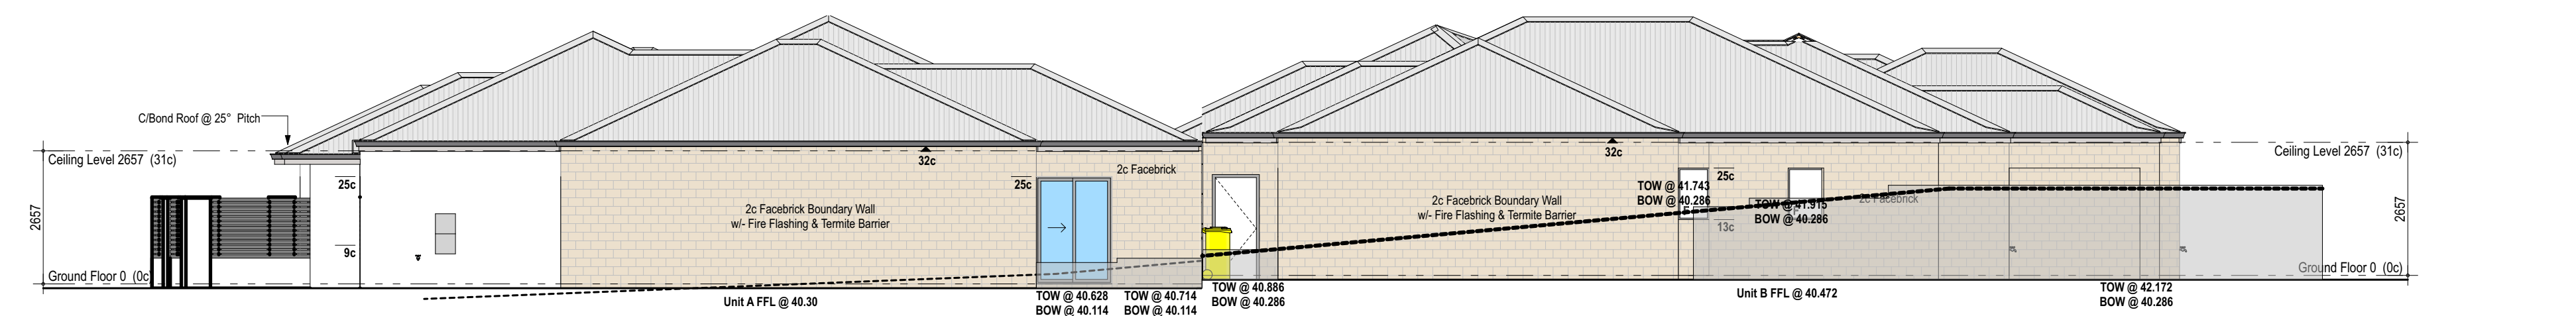 C/Bond Roof @ 25° Pitch
Ceiling Level 2657 (31c)
2657
Ground Floor 0 (0c)
25c
9c
2c Facebrick Boundary Wall
w/- Fire Flashing & Termite Barrier
32c
25c
2c Facebrick
Unit A FFL @ 40.30
TOW @ 40.628
BOW @ 40.114
TOW @ 40.714
BOW @ 40.114
TOW @ 40.886
BOW @ 40.286
2c Facebrick Boundary Wall
w/- Fire Flashing & Termite Barrier
32c
TOW @ 41.743
BOW @ 40.286
25c
13c
TOW @ 41.915
BOW @ 40.286
2c Facebrick
Unit B FFL @ 40.472
TOW @ 42.172
BOW @ 40.286
Ceiling Level 2657 (31c)
2657
Ground Floor 0 (0c)